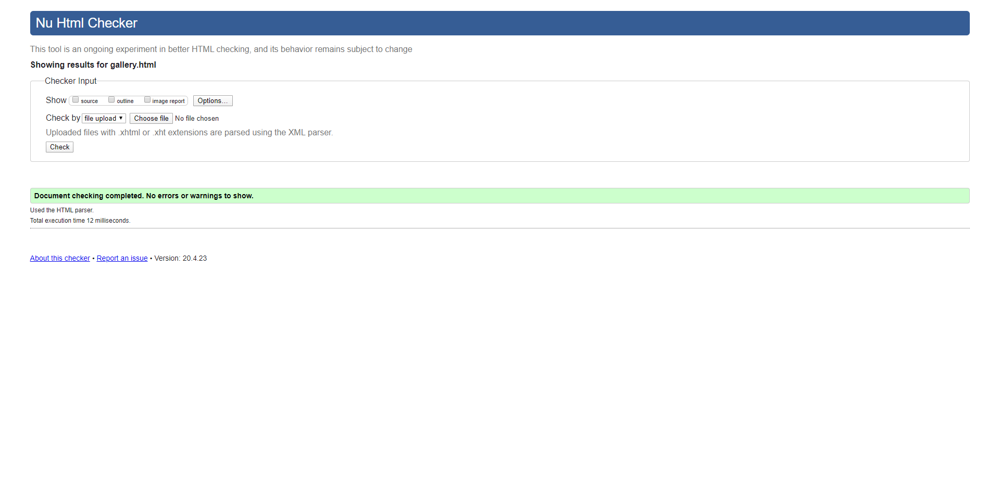 Nu Html Checker
This tool is an ongoing experiment in better HTML checking, and its behavior remains subject to change
Showing results for gallery.html
Checker Input
Show source outline image report Options...
Check by file upload Choose file No file chosen
Uploaded files with .xhtml or .xht extensions are parsed using the XML parser.
Check
Document checking completed. No errors or warnings to show.
Used the HTML parser.
Total execution time 12 milliseconds.
About this checker • Report an issue • Version: 20.4.23